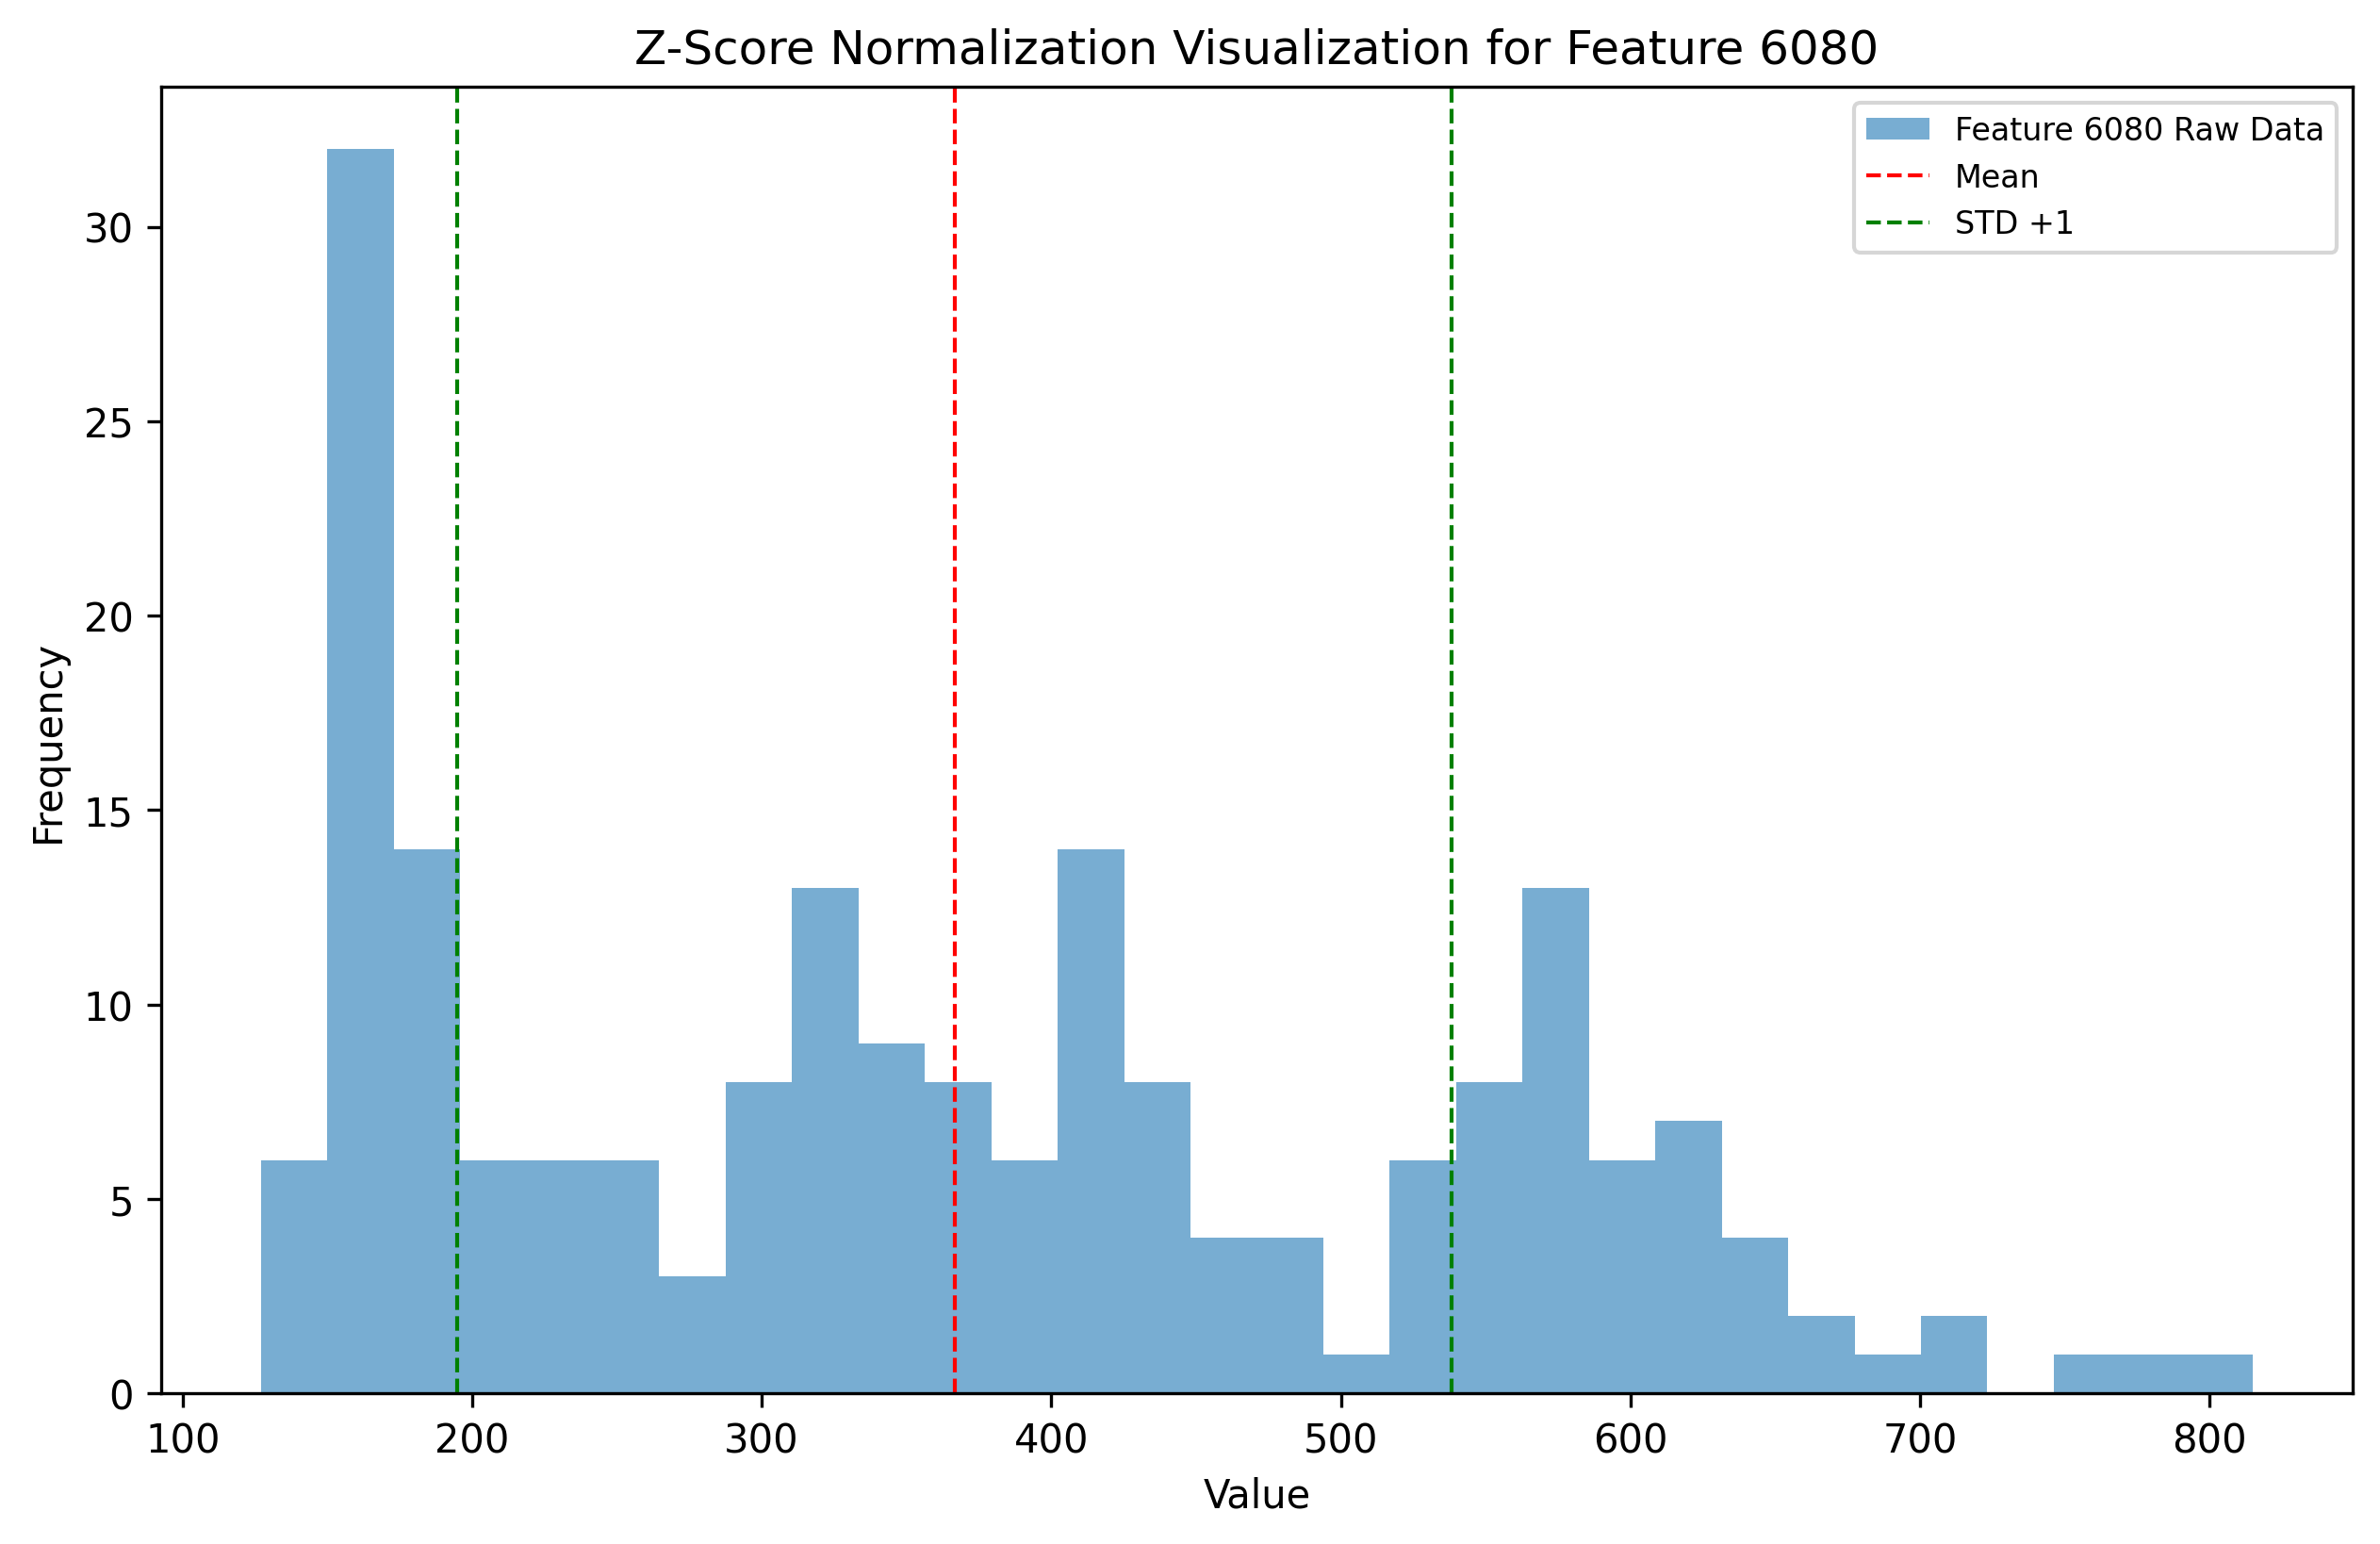 Z-Score Normalization Visualization for Feature 6080
Feature 6080 Raw Data
Mean
STD +1
Frequency
30
25
20
15
10
5
0
100 200 300 400 500 600 700 800
Value